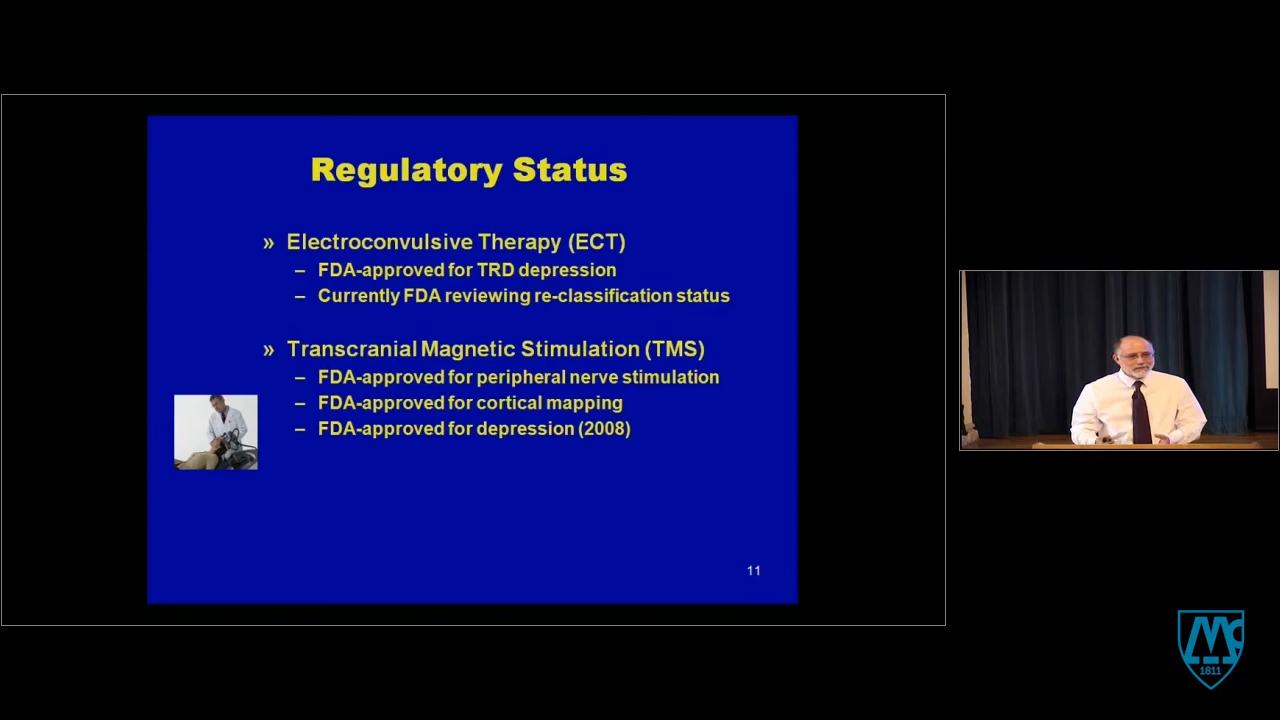 Regulatory Status
» Electroconvulsive Therapy (ECT)
– FDA-approved for TRD depression
– Currently FDA reviewing re-classification status
» Transcranial Magnetic Stimulation (TMS)
– FDA-approved for peripheral nerve stimulation
– FDA-approved for cortical mapping
– FDA-approved for depression (2008)
11
Mc
1811